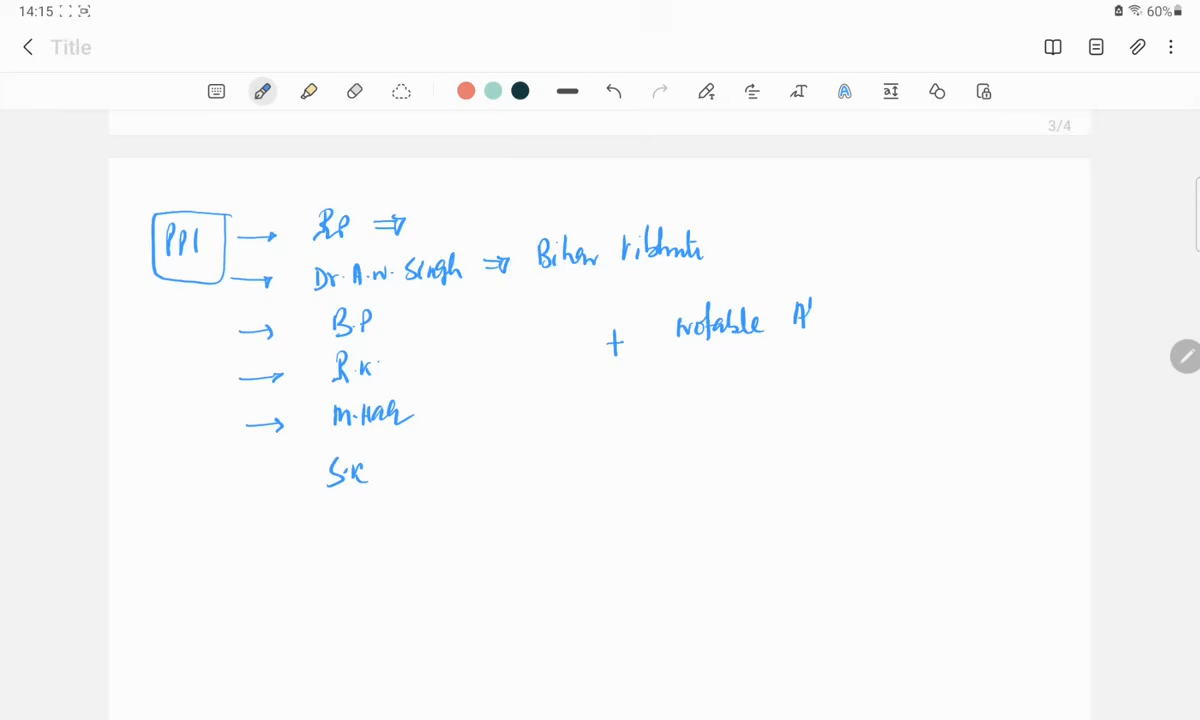 14:15 60%
Title
3/4
PPI → R.P ⇒
→ Dr. A.N. Singh ⇒ Bihar Vibhuti
→ B.P
+ notable A'
→ R.K.
→ M. Haq
S.K